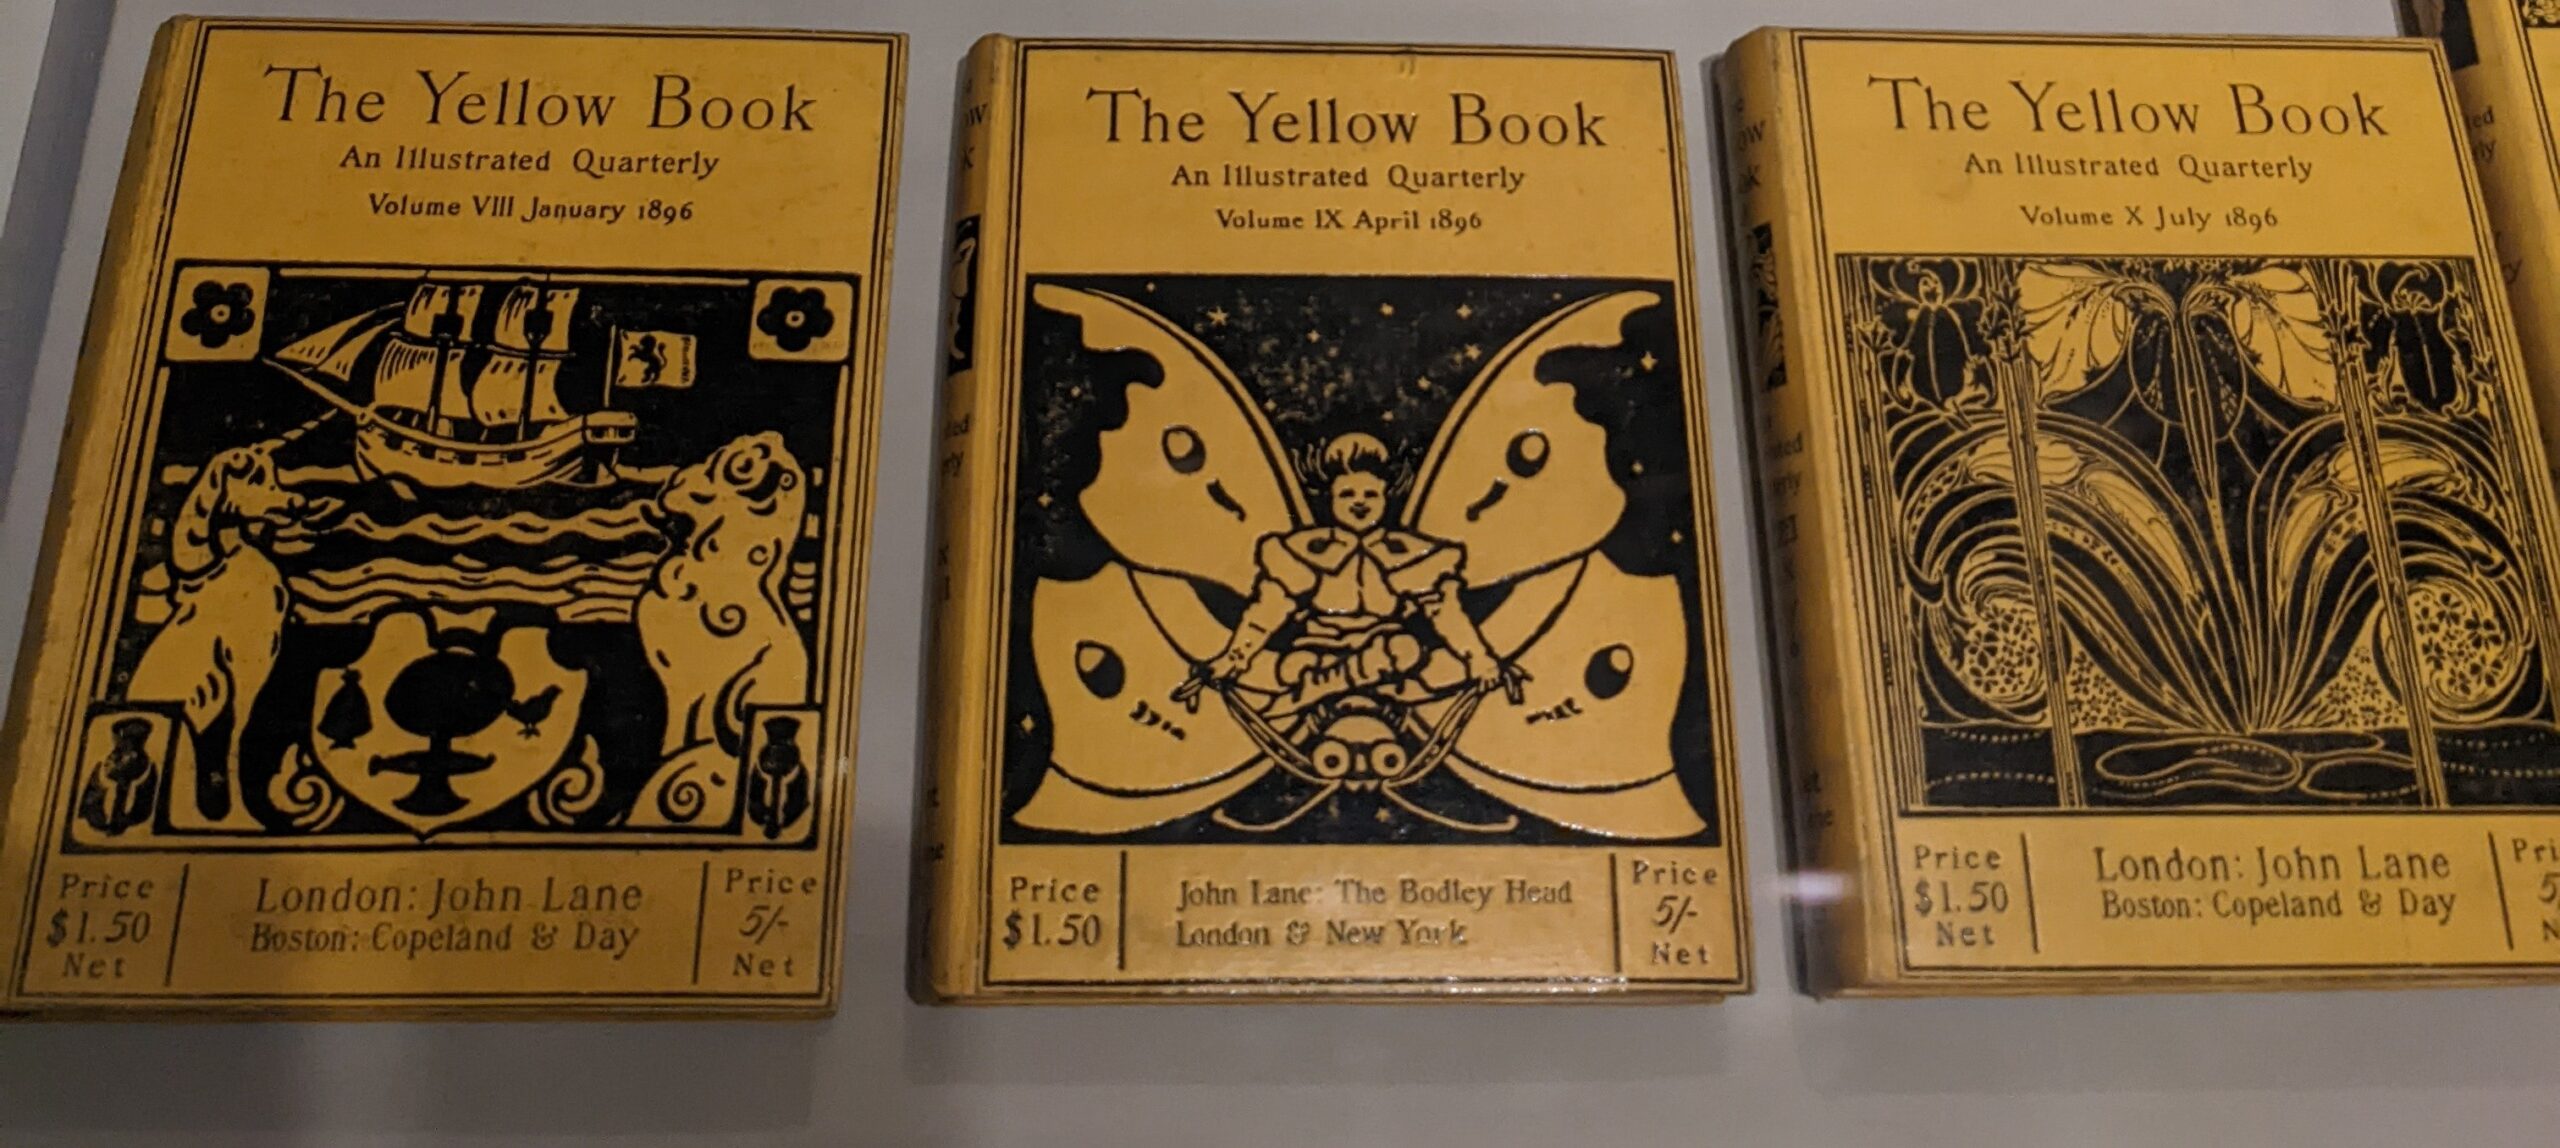 The Yellow Book
An Illustrated Quarterly
Volume VIII January 1896
Price
$1.50
Net
London: John Lane
Boston: Copeland & Day
Price
5/-
Net
The Yellow Book
An Illustrated Quarterly
Volume IX April 1896
Price
$1.50
John Lane: The Bodley Head
London & New York
Price
5/-
Net
The Yellow Book
An Illustrated Quarterly
Volume X July 1896
Price
$1.50
Net
London: John Lane
Boston: Copeland & Day
Pri
5/
N